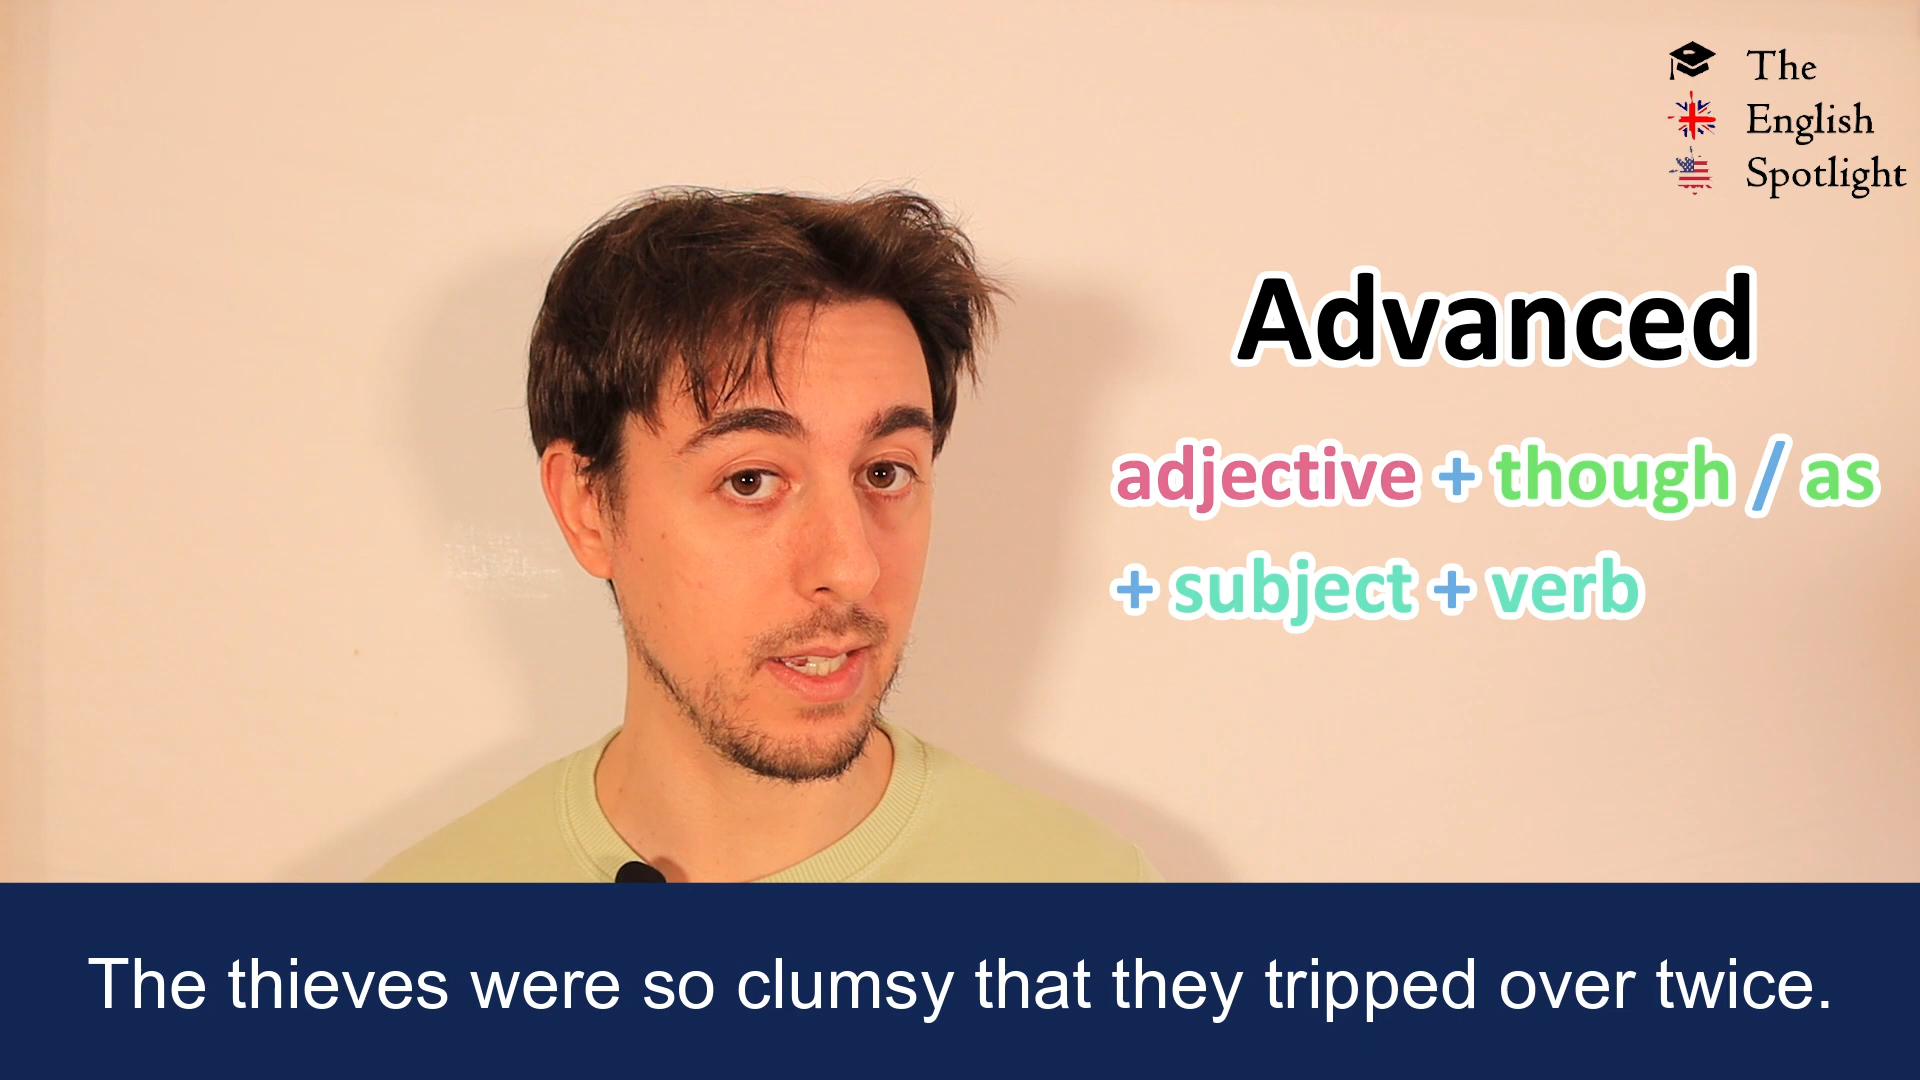 The
English
Spotlight
Advanced
adjective + though / as
+ subject + verb
The thieves were so clumsy that they tripped over twice.